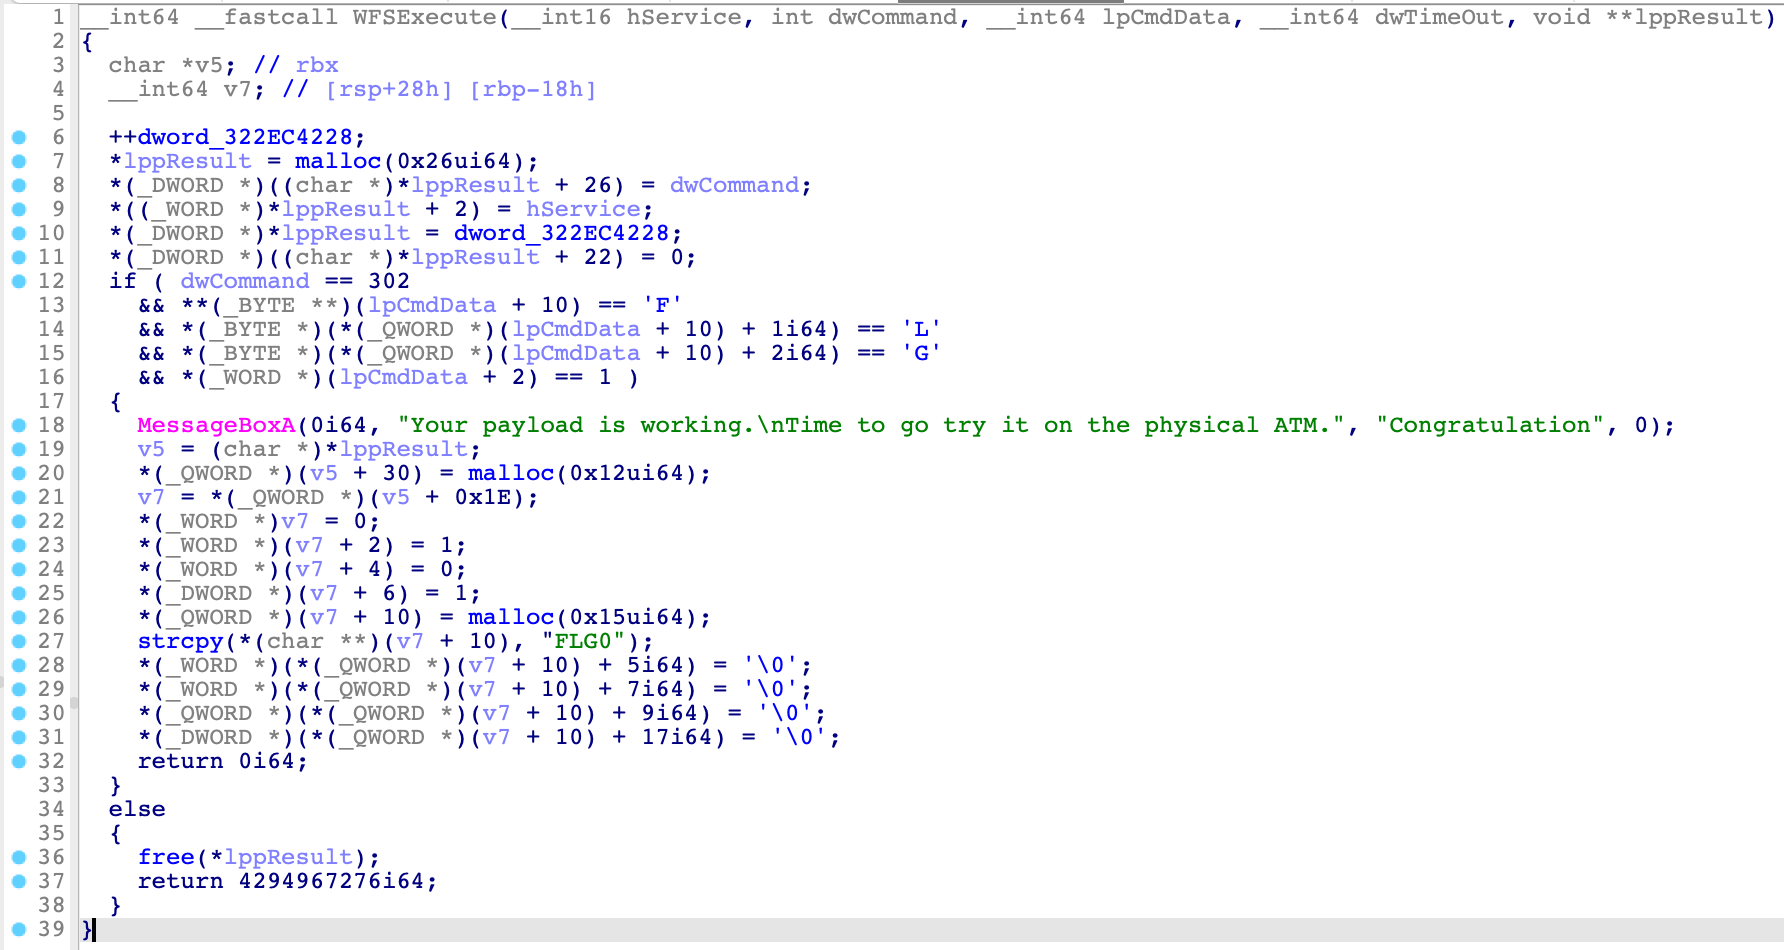 1 __int64 __fastcall WFSExecute(__int16 hService, int dwCommand, __int64 lpCmdData, __int64 dwTimeOut, void **lppResult)
2 {
3 char *v5; // rbx
4 __int64 v7; // [rsp+28h] [rbp-18h]
5
6 ++dword_322EC4228;
7 *lppResult = malloc(0x26ui64);
8 *(_DWORD *)((char *)*lppResult + 26) = dwCommand;
9 *((_WORD *)*lppResult + 2) = hService;
10 *(_DWORD *)*lppResult = dword_322EC4228;
11 *(_DWORD *)((char *)*lppResult + 22) = 0;
12 if ( dwCommand == 302
13 && **(_BYTE **)(lpCmdData + 10) == 'F'
14 && *(_BYTE *)(*(_QWORD *)(lpCmdData + 10) + 1i64) == 'L'
15 && *(_BYTE *)(*(_QWORD *)(lpCmdData + 10) + 2i64) == 'G'
16 && *(_WORD *)(lpCmdData + 2) == 1 )
17 {
18 MessageBoxA(0i64, "Your payload is working.\nTime to go try it on the physical ATM.", "Congratulation", 0);
19 v5 = (char *)*lppResult;
20 *(_QWORD *)(v5 + 30) = malloc(0x12ui64);
21 v7 = *(_QWORD *)(v5 + 0x1E);
22 *(_WORD *)v7 = 0;
23 *(_WORD *)(v7 + 2) = 1;
24 *(_WORD *)(v7 + 4) = 0;
25 *(_DWORD *)(v7 + 6) = 1;
26 *(_QWORD *)(v7 + 10) = malloc(0x15ui64);
27 strcpy(*(char **)(v7 + 10), "FLG0");
28 *(_WORD *)(*(_QWORD *)(v7 + 10) + 5i64) = '\0';
29 *(_WORD *)(*(_QWORD *)(v7 + 10) + 7i64) = '\0';
30 *(_QWORD *)(*(_QWORD *)(v7 + 10) + 9i64) = '\0';
31 *(_DWORD *)(*(_QWORD *)(v7 + 10) + 17i64) = '\0';
32 return 0i64;
33 }
34 else
35 {
36 free(*lppResult);
37 return 4294967276i64;
38 }
39 }